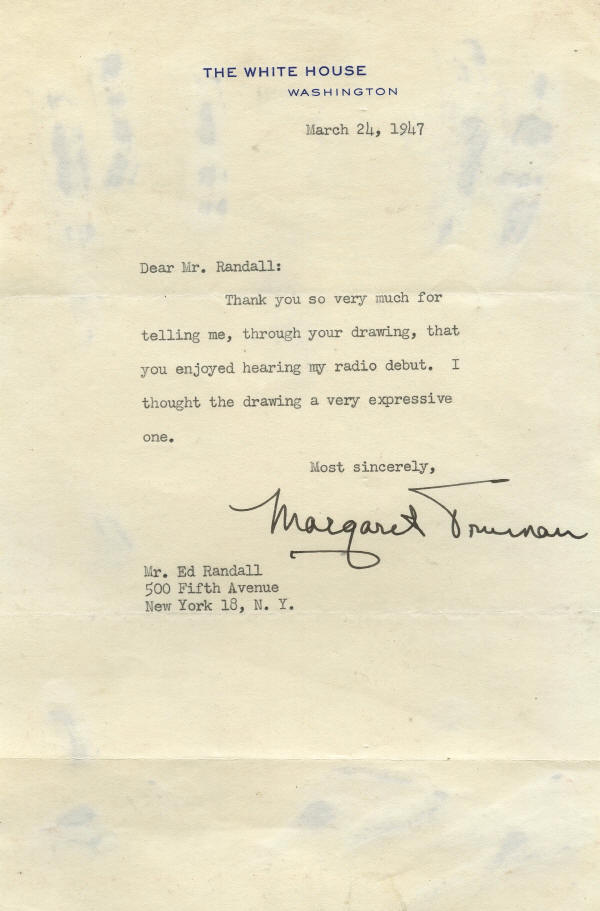 THE WHITE HOUSE
WASHINGTON
March 24, 1947
Dear Mr. Randall:
Thank you so very much for
telling me, through your drawing, that
you enjoyed hearing my radio debut. I
thought the drawing a very expressive
one.
Most sincerely,
Margaret Truman
Mr. Ed Randall
500 Fifth Avenue
New York 18, N. Y.